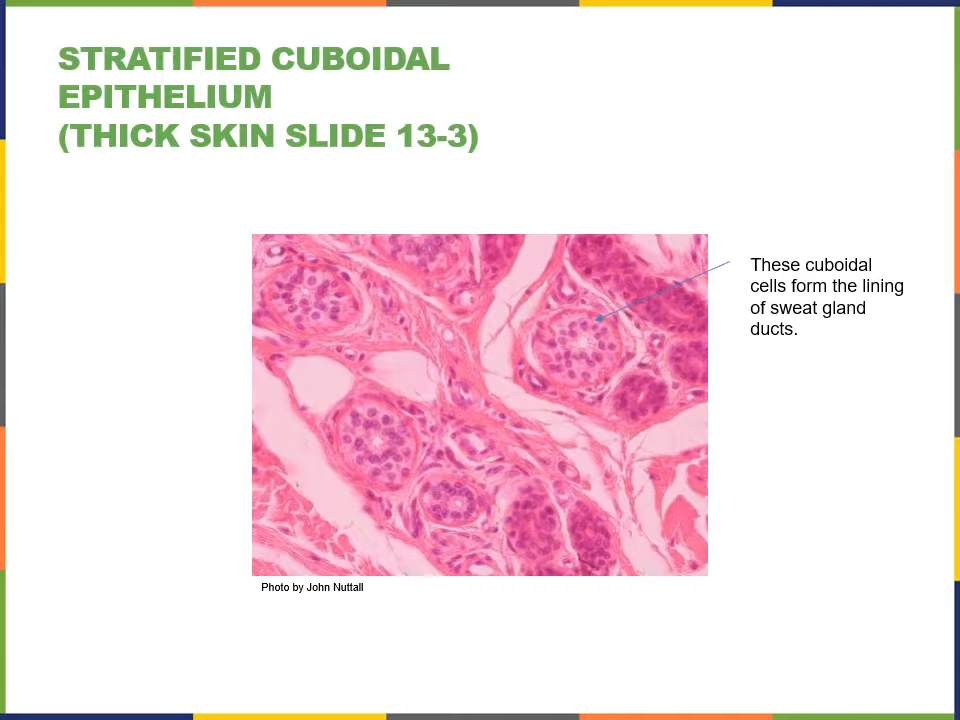 STRATIFIED CUBOIDAL
EPITHELIUM
(THICK SKIN SLIDE 13-3)
These cuboidal
cells form the lining
of sweat gland
ducts.
Photo by John Nuttall